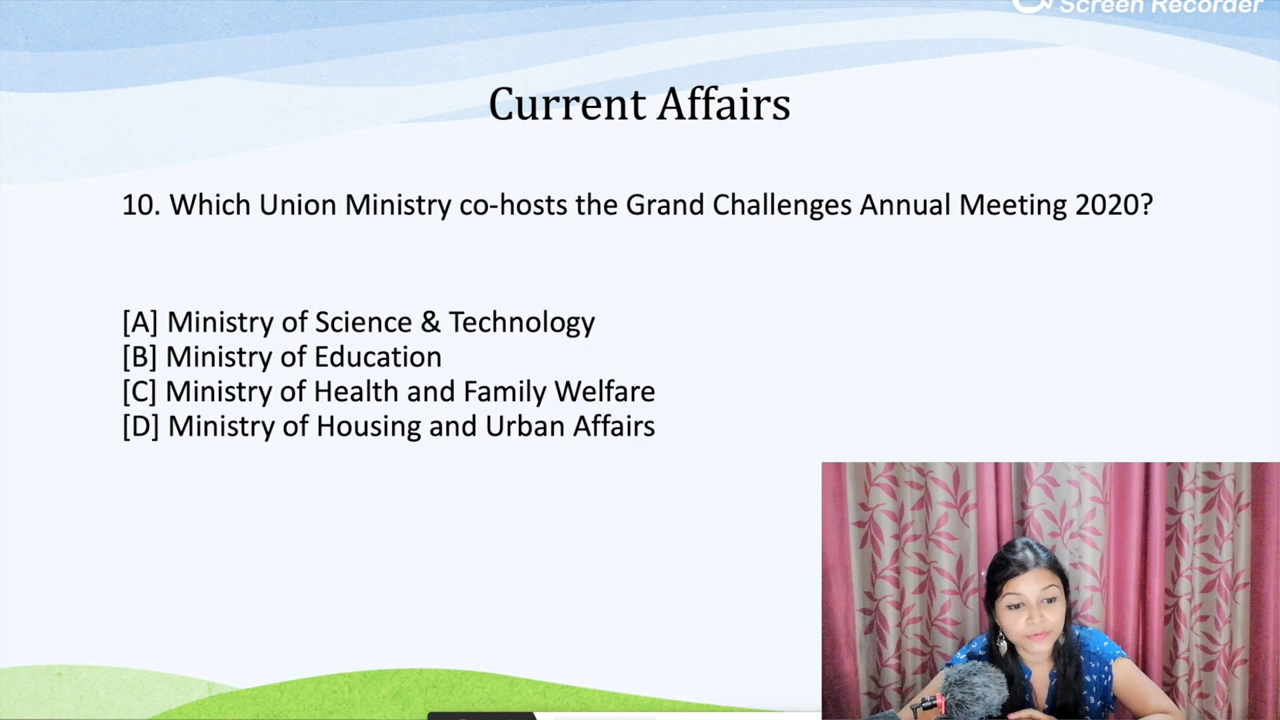 Screen Recorder
Current Affairs
10. Which Union Ministry co-hosts the Grand Challenges Annual Meeting 2020?
[A] Ministry of Science & Technology
[B] Ministry of Education
[C] Ministry of Health and Family Welfare
[D] Ministry of Housing and Urban Affairs